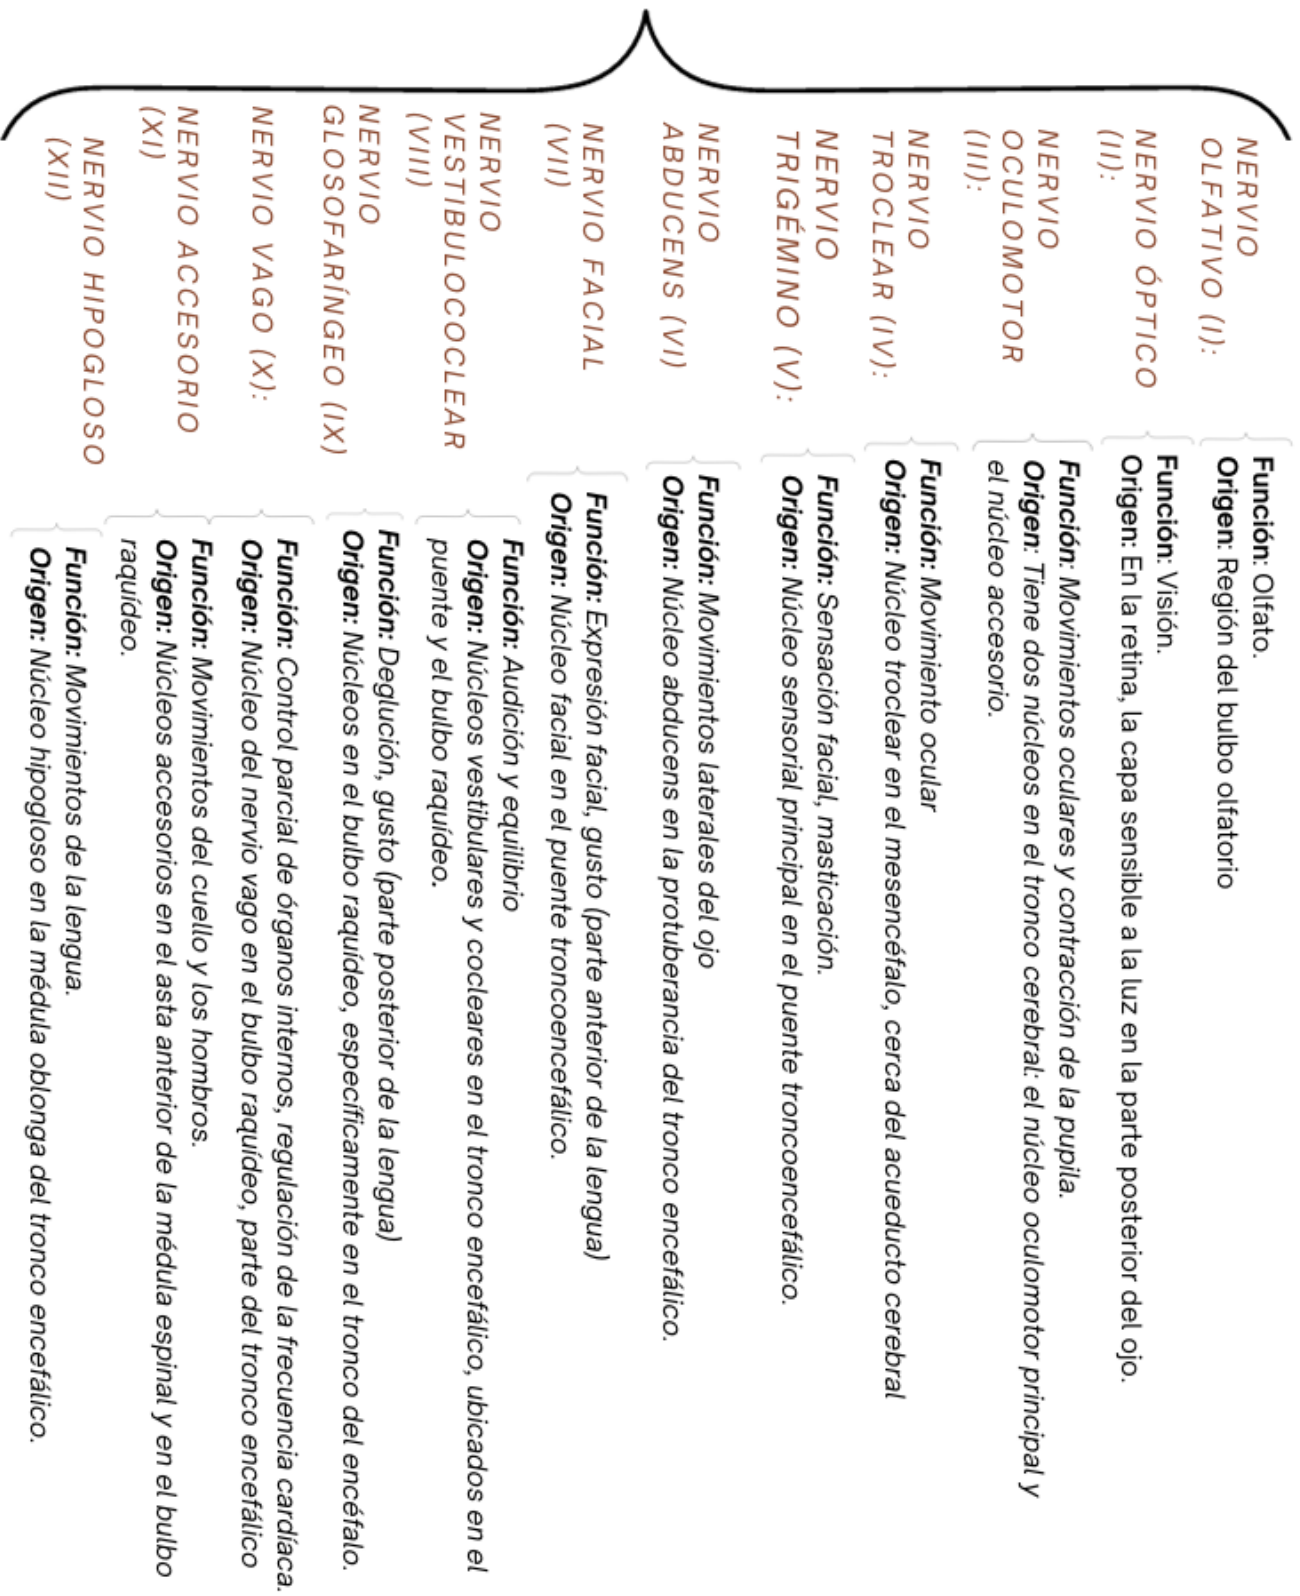 NERVIO
OLFATIVO (I):
Función: Olfato.
Origen: Región del bulbo olfatorio
NERVIO ÓPTICO
(II):
Función: Visión.
Origen: En la retina, la capa sensible a la luz en la parte posterior del ojo.
NERVIO
OCULOMOTOR
(III):
Función: Movimientos oculares y contracción de la pupila.
Origen: Tiene dos núcleos en el tronco cerebral: el núcleo oculomotor principal y
el núcleo accesorio.
NERVIO
TROCLEAR (IV):
Función: Movimiento ocular
Origen: Núcleo troclear en el mesencéfalo, cerca del acueducto cerebral
NERVIO
TRIGÉMINO (V):
Función: Sensación facial, masticación.
Origen: Núcleo sensorial principal en el puente troncoencefálico.
NERVIO
ABDUCENS (VI)
Función: Movimientos laterales del ojo
Origen: Núcleo abducens en la protuberancia del tronco encefálico.
NERVIO FACIAL
(VII)
Función: Expresión facial, gusto (parte anterior de la lengua)
Origen: Núcleo facial en el puente troncoencefálico.
NERVIO
VESTIBULOCOCLEAR
(VIII)
Función: Audición y equilibrio
Origen: Núcleos vestibulares y cocleares en el tronco encefálico, ubicados en el
puente y el bulbo raquídeo.
NERVIO
GLOSOFARÍNGEO (IX)
Función: Deglución, gusto (parte posterior de la lengua)
Origen: Núcleos en el bulbo raquídeo, específicamente en el tronco del encéfalo.
NERVIO VAGO (X):
Función: Control parcial de órganos internos, regulación de la frecuencia cardíaca.
Origen: Núcleo del nervio vago en el bulbo raquídeo, parte del tronco encefálico
NERVIO ACCESORIO
(XI)
Función: Movimientos del cuello y los hombros.
Origen: Núcleos accesorios en el asta anterior de la médula espinal y en el bulbo
raquídeo.
NERVIO HIPOGLOSO
(XII)
Función: Movimientos de la lengua.
Origen: Núcleo hipogloso en la médula oblonga del tronco encefálico.